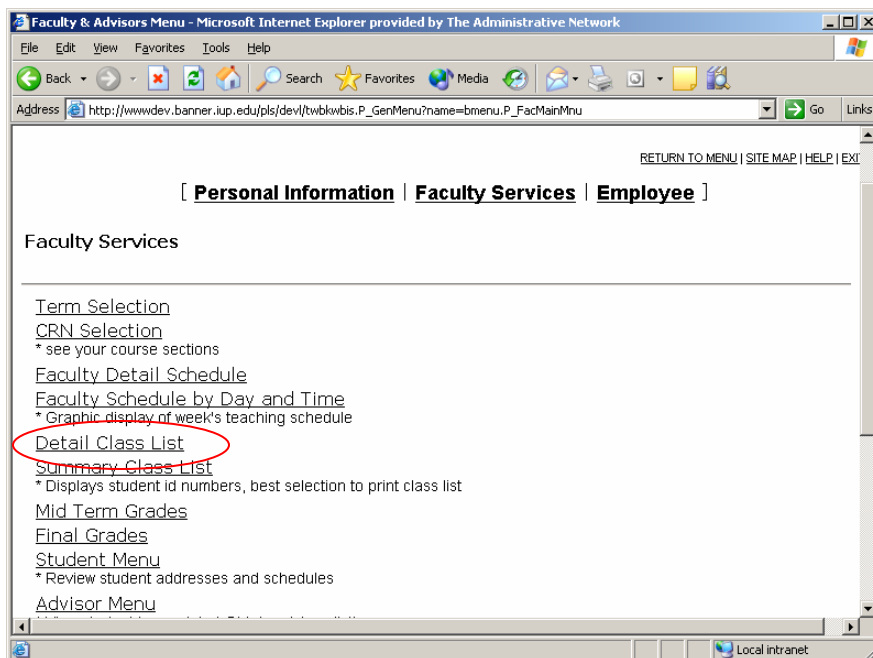 Faculty & Advisors Menu - Microsoft Internet Explorer provided by The Administrative Network
File Edit View Favorites Tools Help
Back Search Favorites Media
Address http://wwwdev.banner.iup.edu/pls/devl/twbkwbis.P_GenMenu?name=bmenu.P_FacMainMnu Go Links
RETURN TO MENU | SITE MAP | HELP | EXI
[ Personal Information | Faculty Services | Employee ]
Faculty Services
Term Selection
CRN Selection
* see your course sections
Faculty Detail Schedule
Faculty Schedule by Day and Time
* Graphic display of week's teaching schedule
Detail Class List
Summary Class List
* Displays student id numbers, best selection to print class list
Mid Term Grades
Final Grades
Student Menu
* Review student addresses and schedules
Advisor Menu
Local intranet